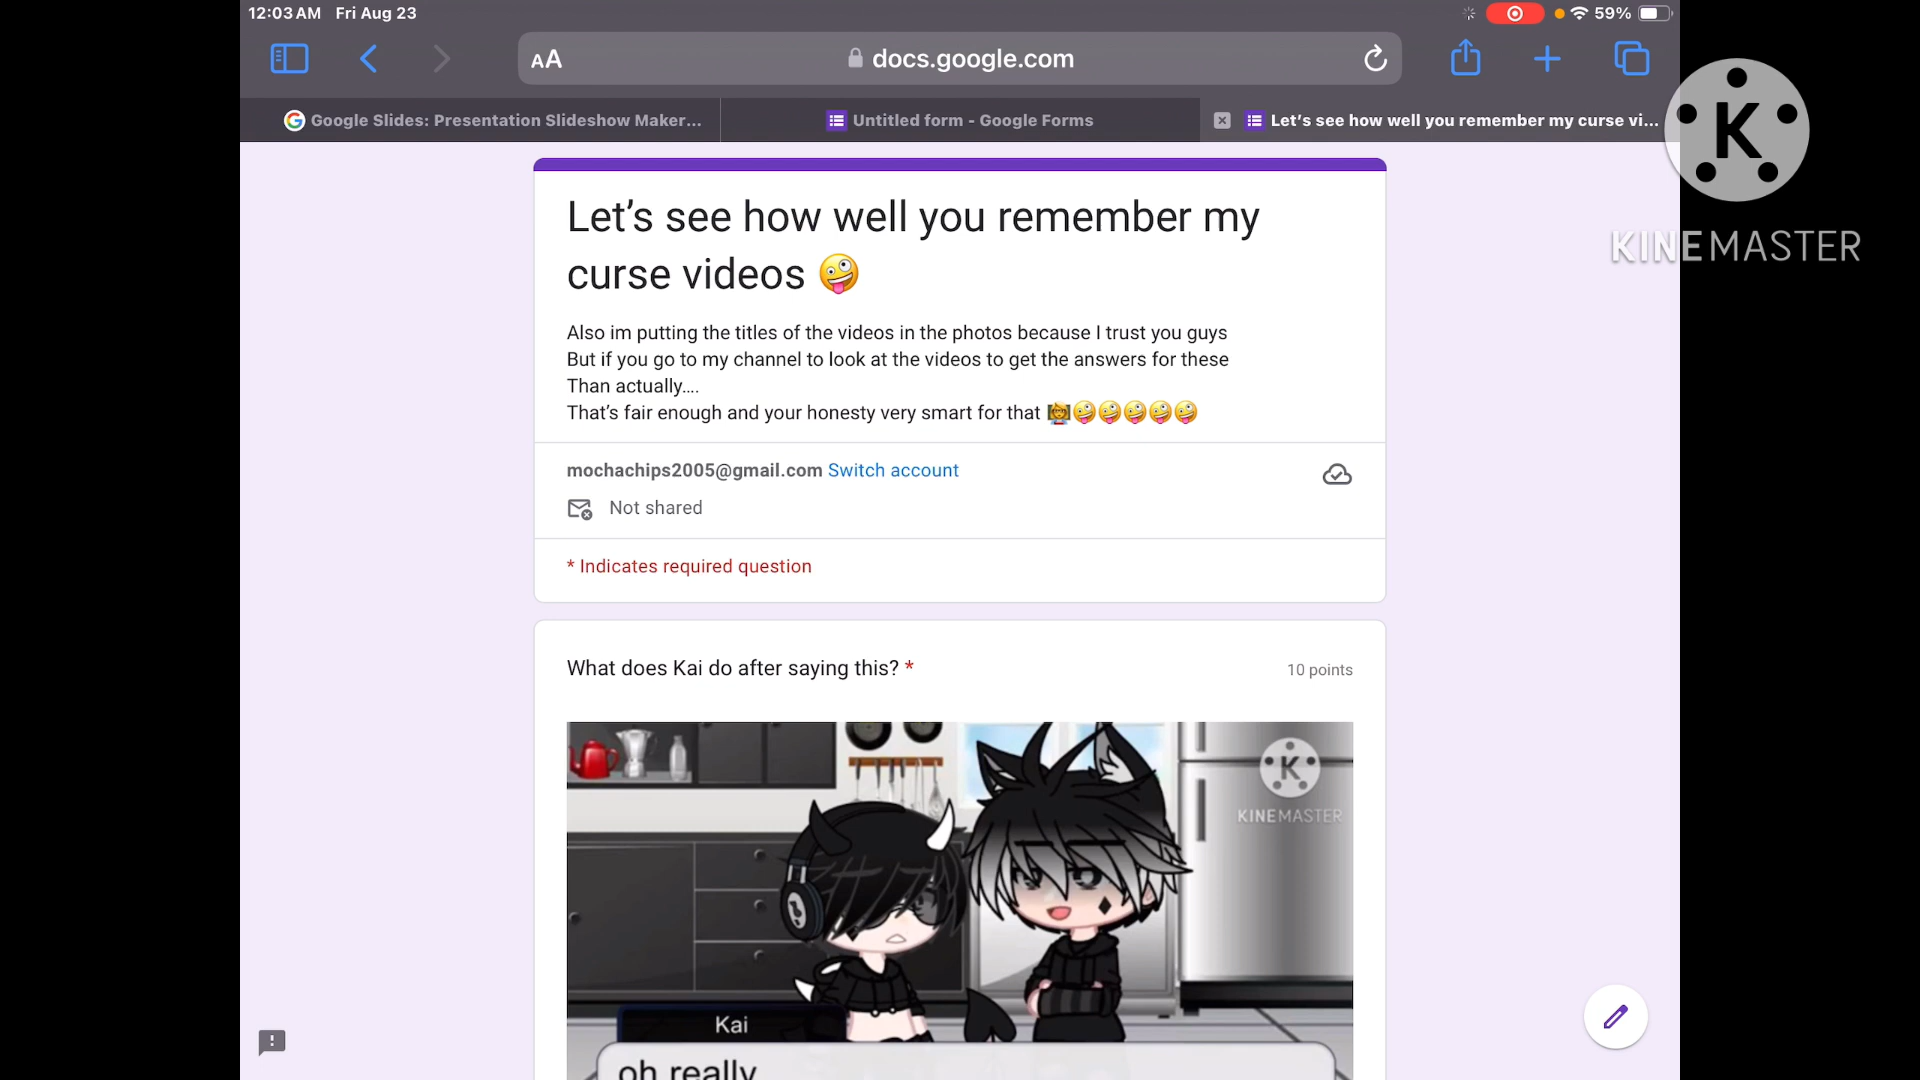 12:03 AM Fri Aug 23
59%
AA
docs.google.com
Google Slides: Presentation Slideshow Maker...
Untitled form - Google Forms
Let's see how well you remember my curse vi...
K
KINEMASTER
Let's see how well you remember my
curse videos 🤪
Also im putting the titles of the videos in the photos because I trust you guys
But if you go to my channel to look at the videos to get the answers for these
Than actually....
That's fair enough and your honesty very smart for that 👩‍🏫🤪🤪🤪🤪🤪
mochachips2005@gmail.com Switch account
Not shared
* Indicates required question
What does Kai do after saying this? *
10 points
K
KINEMASTER
Kai
oh really